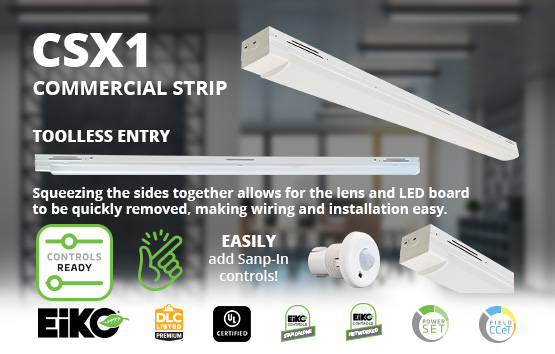 CSX1
COMMERCIAL STRIP
TOOLLESS ENTRY
Squeezing the sides together allows for the lens and LED board
to be quickly removed, making wiring and installation easy.
CONTROLS
READY
EASILY
add Sanp-In
controls!
EiKO
DLC
LISTED
PREMIUM
UL
CERTIFIED
EiKO
CONTROLS
STANDALONE
EiKO
CONTROLS
NETWORKED
POWER
SET
FIELD
CCeT